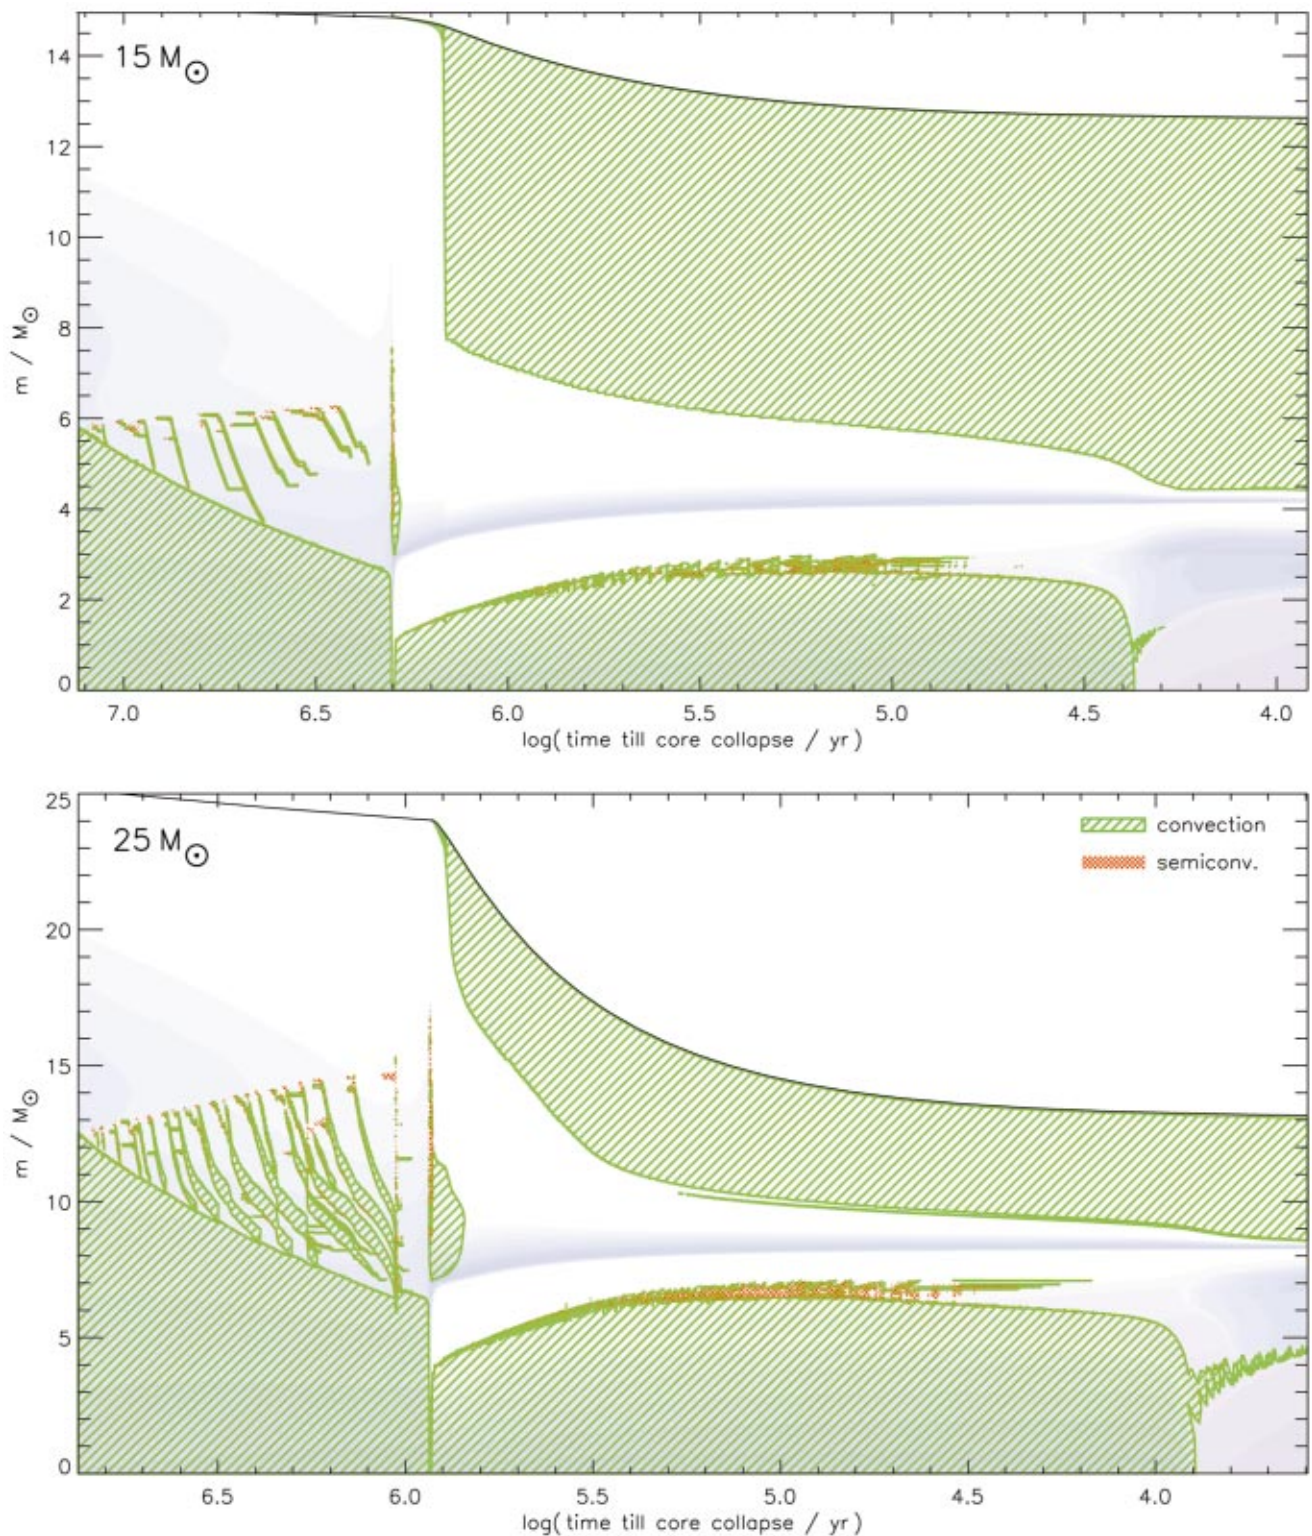 15 M☉
14
12
10
8
6
4
2
0
m / M☉
7.0 6.5 6.0 5.5 5.0 4.5 4.0
log(time till core collapse / yr)
25 M☉
convection
semiconv.
25
20
15
10
5
0
m / M☉
6.5 6.0 5.5 5.0 4.5 4.0
log(time till core collapse / yr)